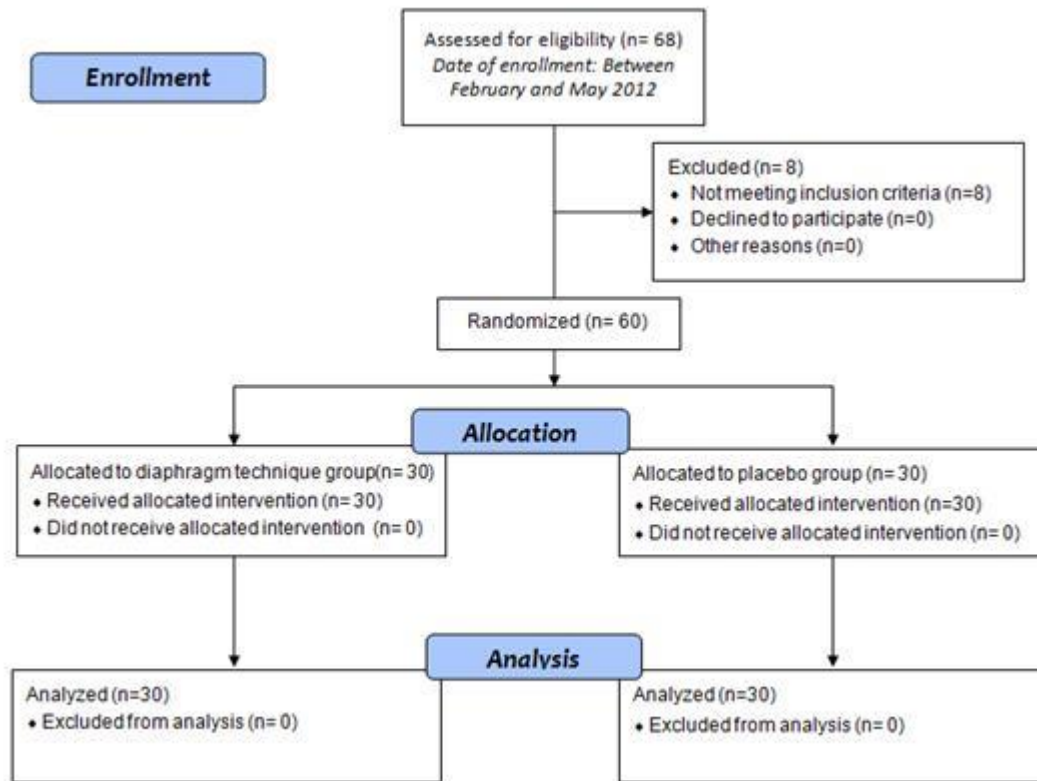 Assessed for eligibility (n= 68)
Date of enrollment: Between
February and May 2012
Enrollment
Excluded (n= 8)
• Not meeting inclusion criteria (n=8)
• Declined to participate (n=0)
• Other reasons (n=0)
Randomized (n= 60)
Allocation
Allocated to diaphragm technique group(n= 30)
• Received allocated intervention (n= 30)
• Did not receive allocated intervention (n= 0)
Allocated to placebo group (n= 30)
• Received allocated intervention (n=30)
• Did not receive allocated intervention (n= 0)
Analysis
Analyzed (n=30)
• Excluded from analysis (n= 0)
Analyzed (n=30)
• Excluded from analysis (n= 0)